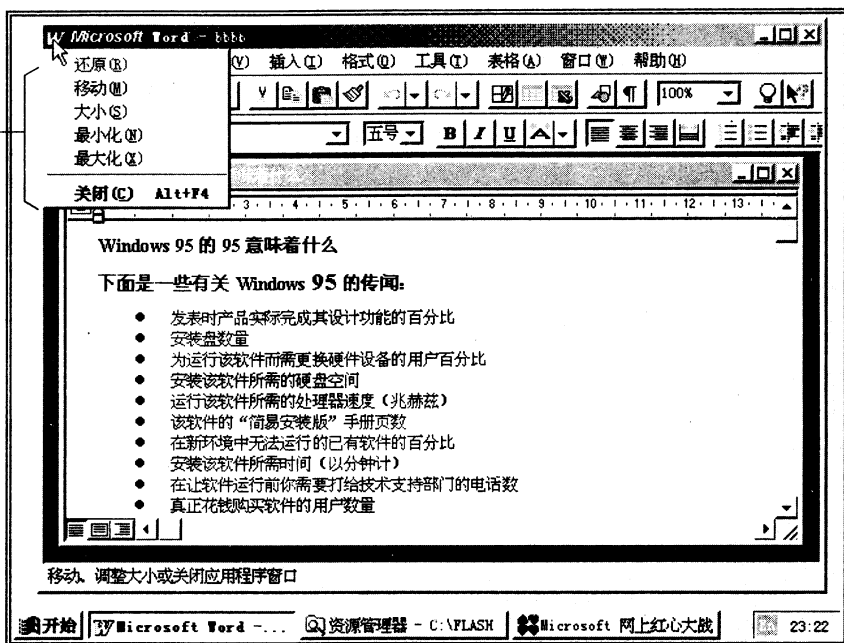 Microsoft Word - bbbb
(V) 插入(I) 格式(O) 工具(T) 表格(A) 窗口(W) 帮助(H)
还原(R)
移动(M)
大小(S)
最小化(N)
最大化(X)
关闭(C) Alt+F4
100%
五号 B I U A
3 4 5 6 7 8 9 10 11 12 13
Windows 95 的 95 意味着什么
下面是一些有关 Windows 95 的传闻:
● 发表时产品实际完成其设计功能的百分比
● 安装盘数量
● 为运行该软件而需更换硬件设备的用户百分比
● 安装该软件所需的硬盘空间
● 运行该软件所需的处理器速度（兆赫兹）
● 该软件的“简易安装版”手册页数
● 在新环境中无法运行的已有软件的百分比
● 安装该软件所需时间（以分钟计）
● 在让软件运行前你需要打给技术支持部门的电话数
● 真正花钱购买软件的用户数量
移动、调整大小或关闭应用程序窗口
开始 Microsoft Word -... 资源管理器 - C:\FLASH Microsoft 网上红心大战 23:22